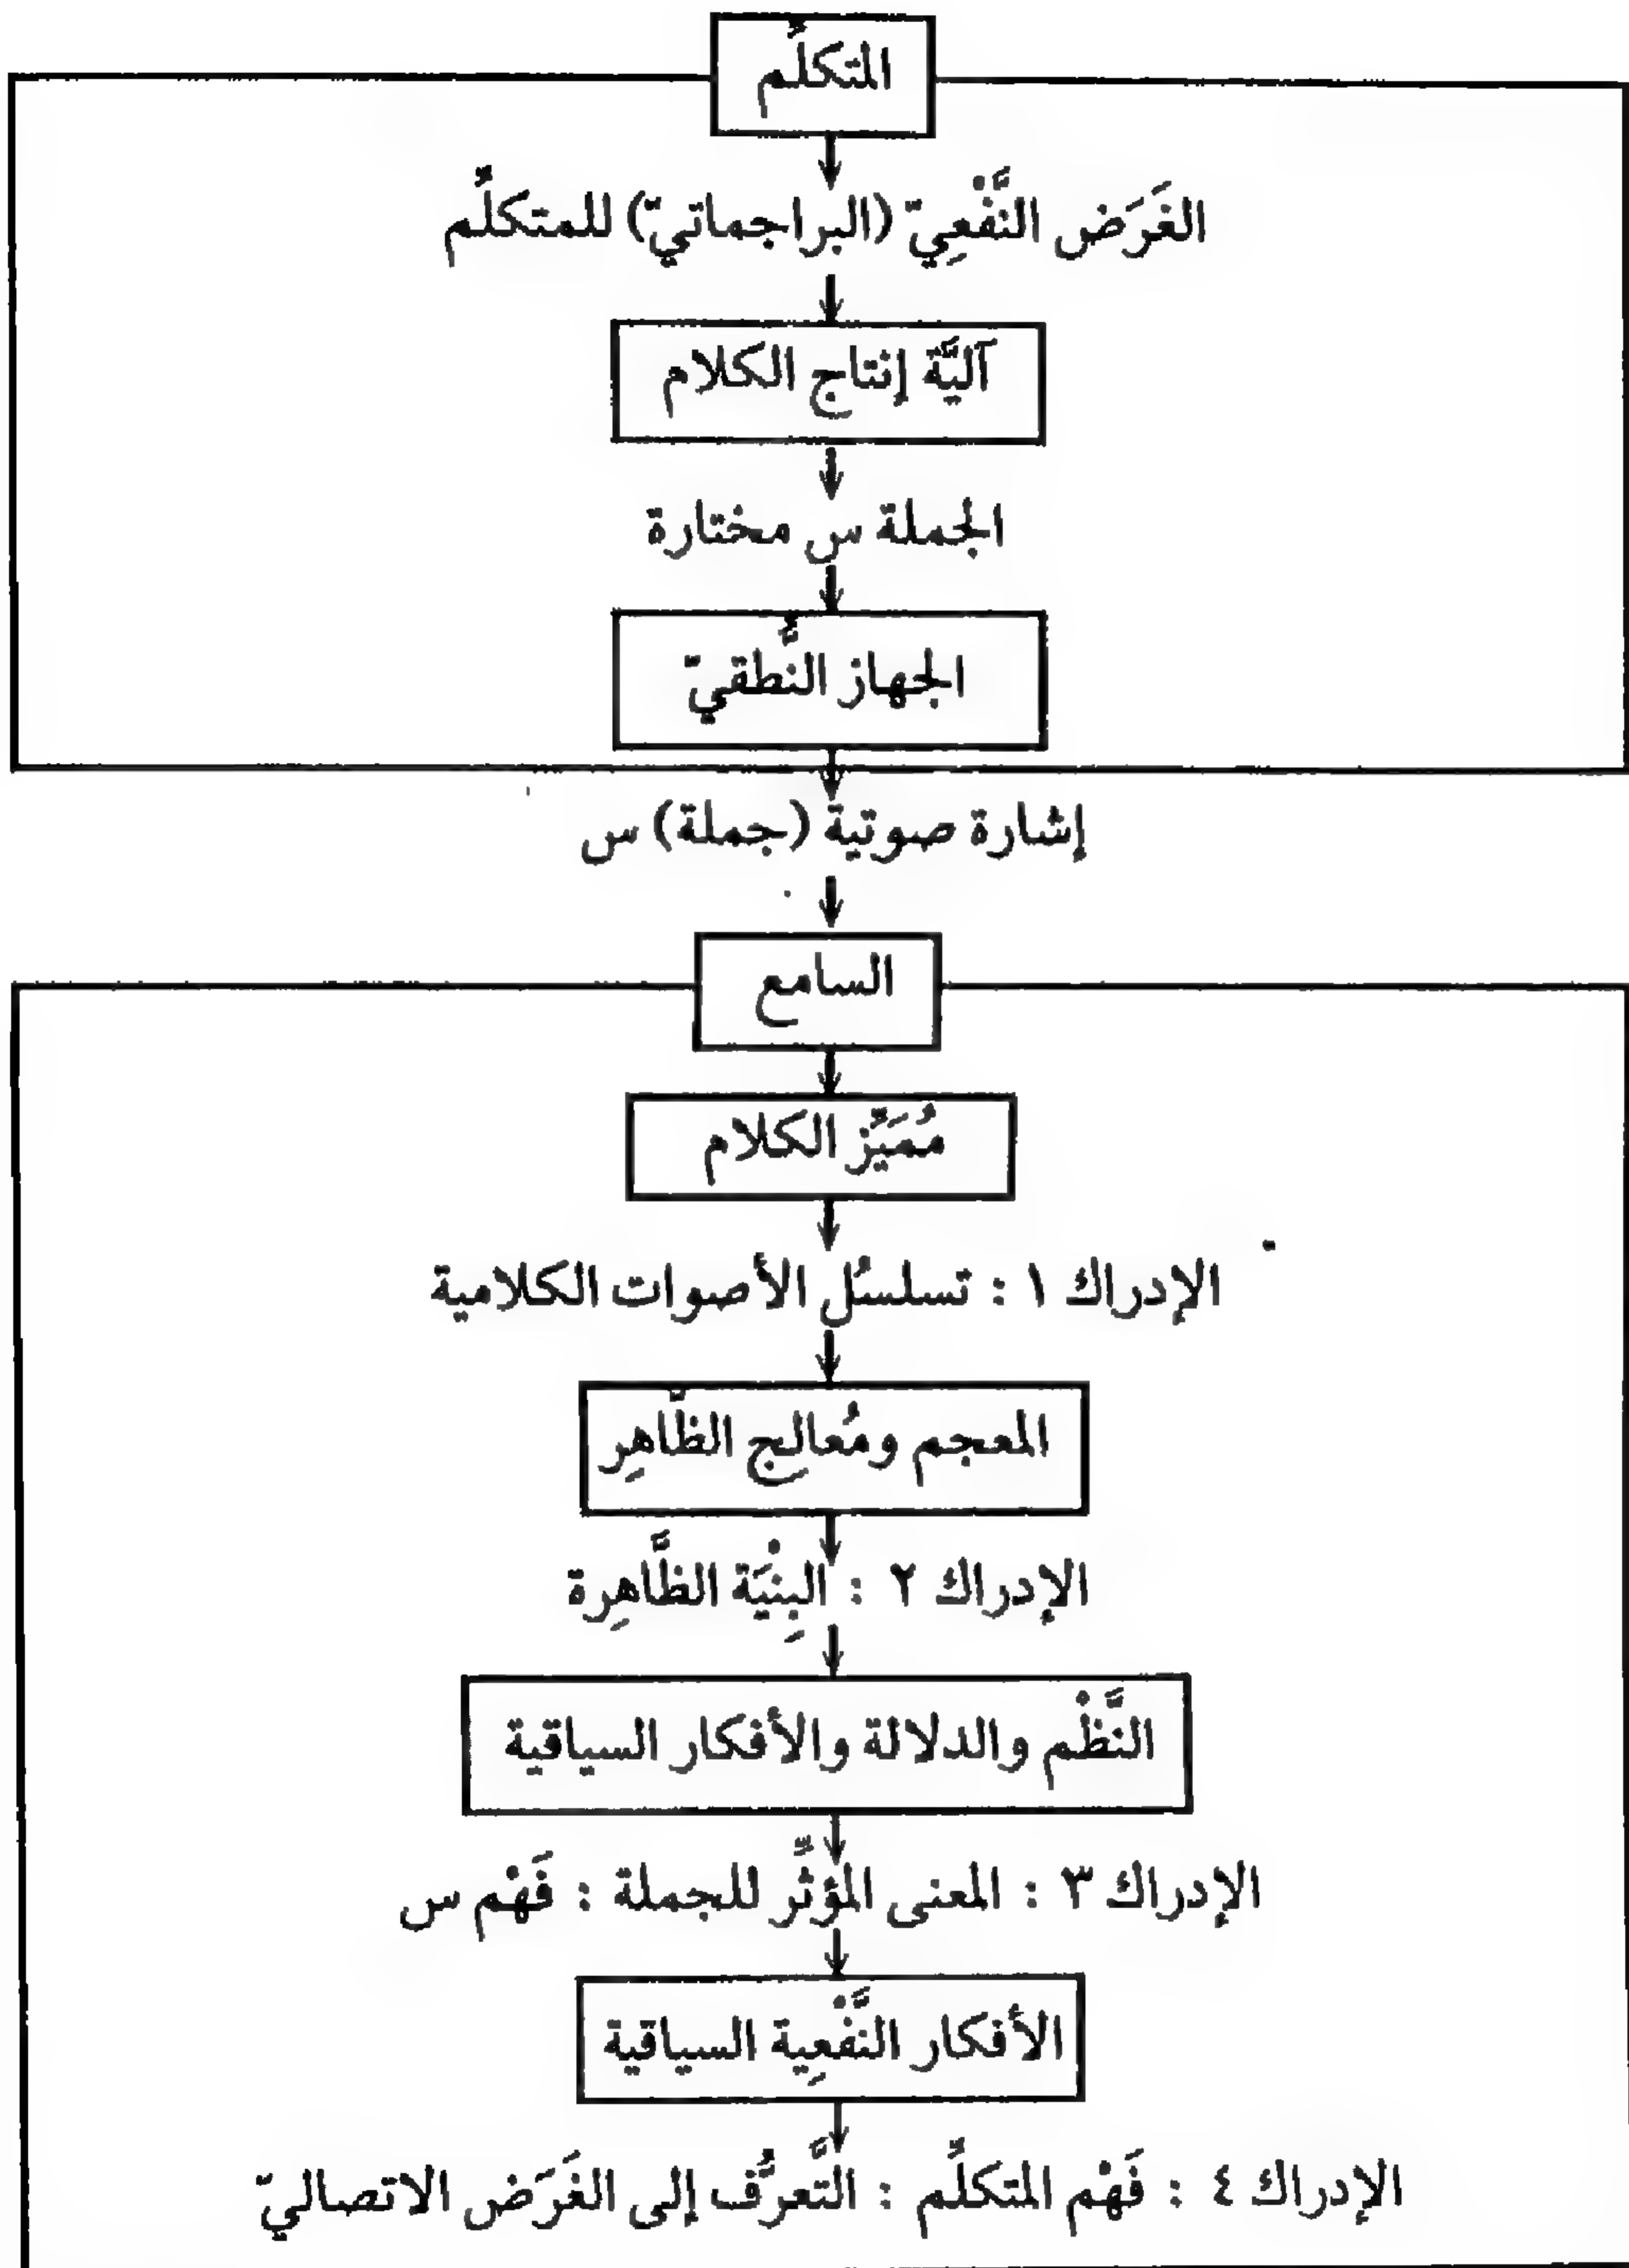 المتكلِّم
الغَرَض النَّفْعِيّ (البراجماتيّ) للمتكلِّم
آليَّة إنتاج الكلام
الجملة س مختارة
الجهاز النُّطقيّ
إشارة صوتية (جملة) س
السامع
مُمَيِّز الكلام
الإدراك ١ : تسلسُل الأصوات الكلامية
المعجم ومُعالج الظَّاهِر
الإدراك ٢ : البِنْيَة الظَّاهِرة
النَّظْم والدلالة والأفكار السياقية
الإدراك ٣ : المعنى المؤثِّر للجملة : فَهْم س
الأفكار النَّفْعِية السياقية
الإدراك ٤ : فَهْم المتكلِّم : التَّعرُّف إلى الغَرَض الاتصاليّ